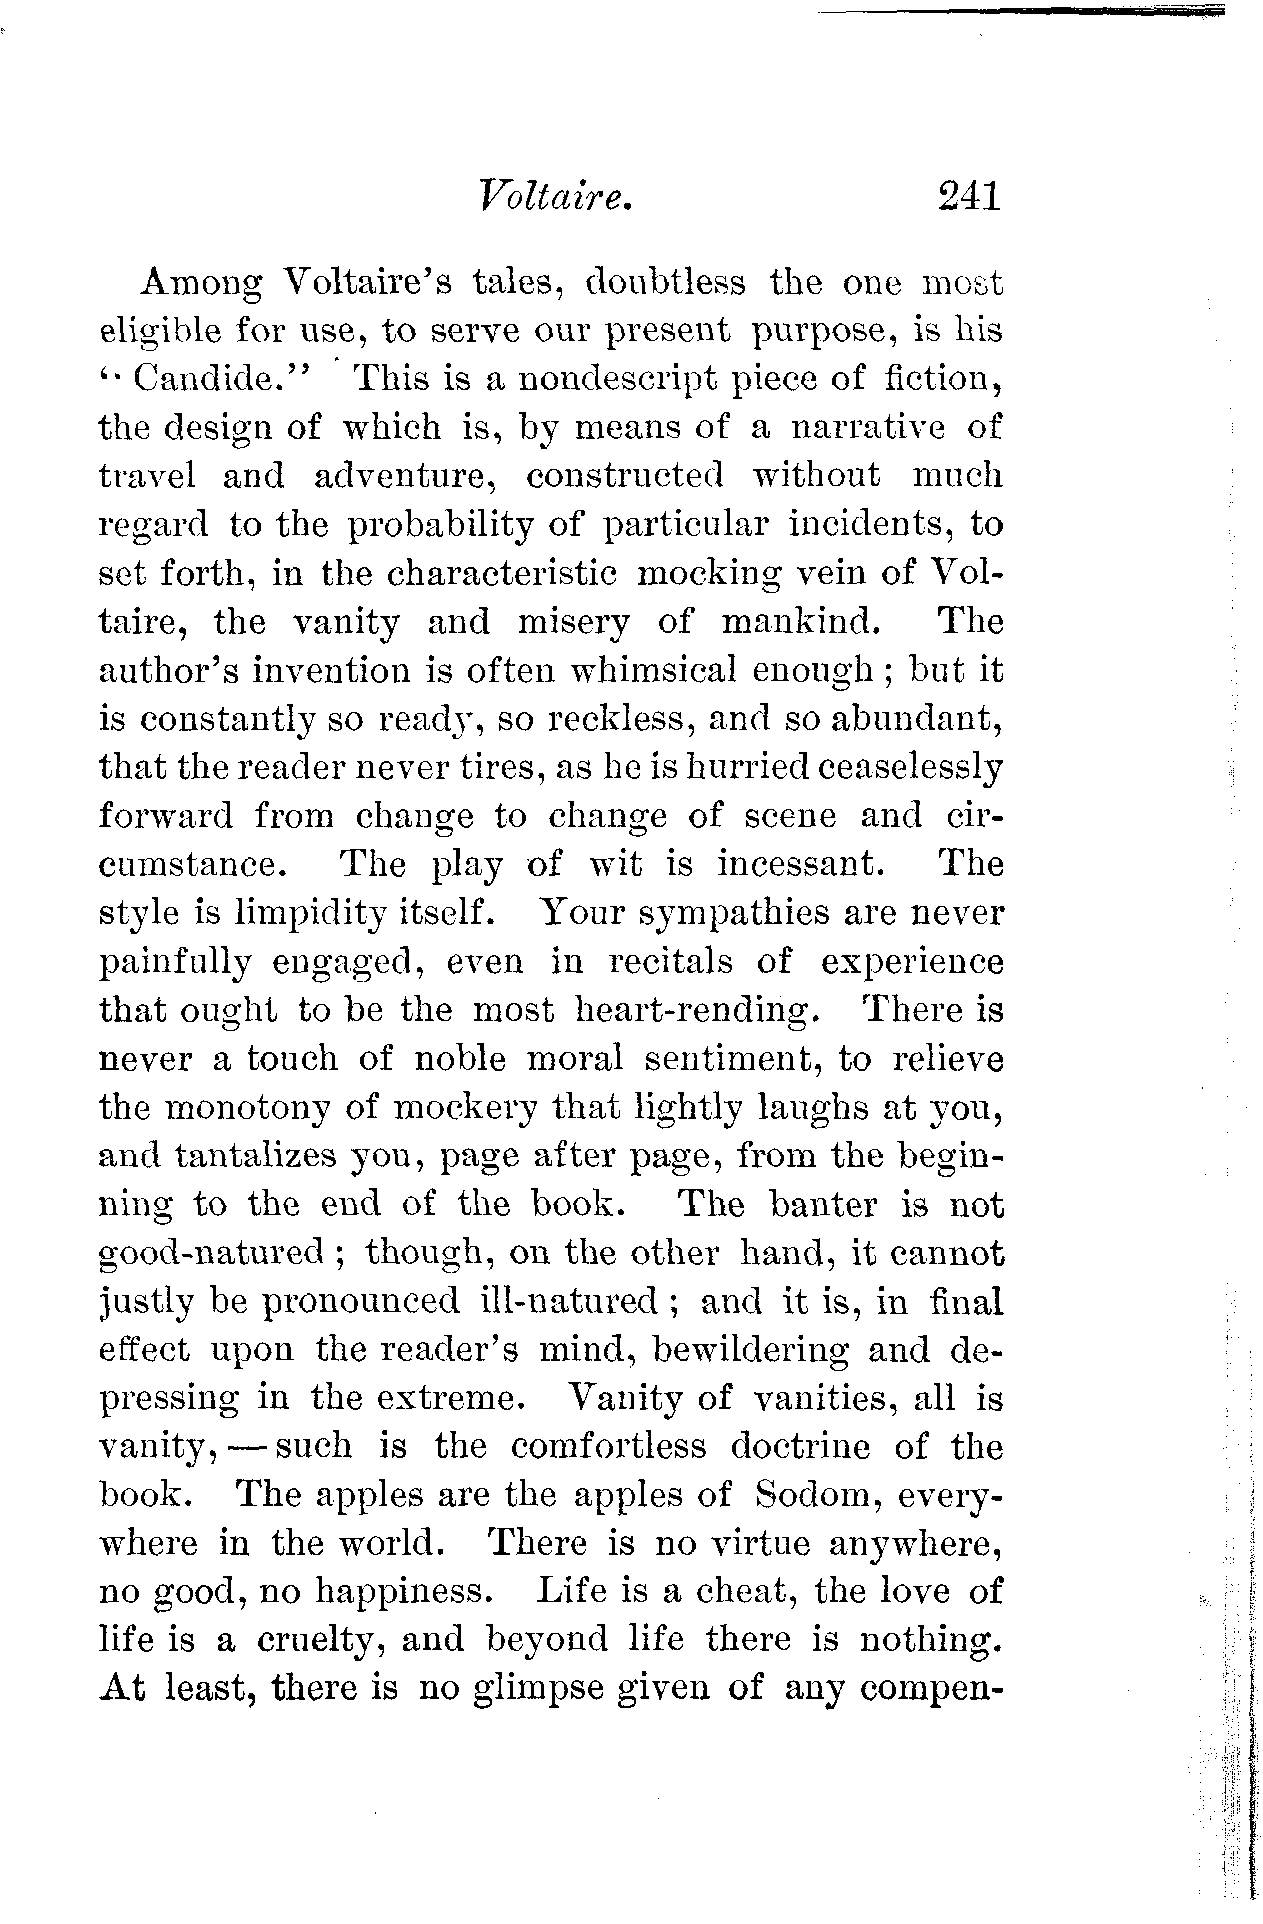 Voltaire. 241
Among Voltaire's tales, doubtless the one most
eligible for use, to serve our present purpose, is his
"Candide." This is a nondescript piece of fiction,
the design of which is, by means of a narrative of
travel and adventure, constructed without much
regard to the probability of particular incidents, to
set forth, in the characteristic mocking vein of Vol-
taire, the vanity and misery of mankind. The
author's invention is often whimsical enough; but it
is constantly so ready, so reckless, and so abundant,
that the reader never tires, as he is hurried ceaselessly
forward from change to change of scene and cir-
cumstance. The play of wit is incessant. The
style is limpidity itself. Your sympathies are never
painfully engaged, even in recitals of experience
that ought to be the most heart-rending. There is
never a touch of noble moral sentiment, to relieve
the monotony of mockery that lightly laughs at you,
and tantalizes you, page after page, from the begin-
ning to the end of the book. The banter is not
good-natured; though, on the other hand, it cannot
justly be pronounced ill-natured; and it is, in final
effect upon the reader's mind, bewildering and de-
pressing in the extreme. Vanity of vanities, all is
vanity, — such is the comfortless doctrine of the
book. The apples are the apples of Sodom, every-
where in the world. There is no virtue anywhere,
no good, no happiness. Life is a cheat, the love of
life is a cruelty, and beyond life there is nothing.
At least, there is no glimpse given of any compen-